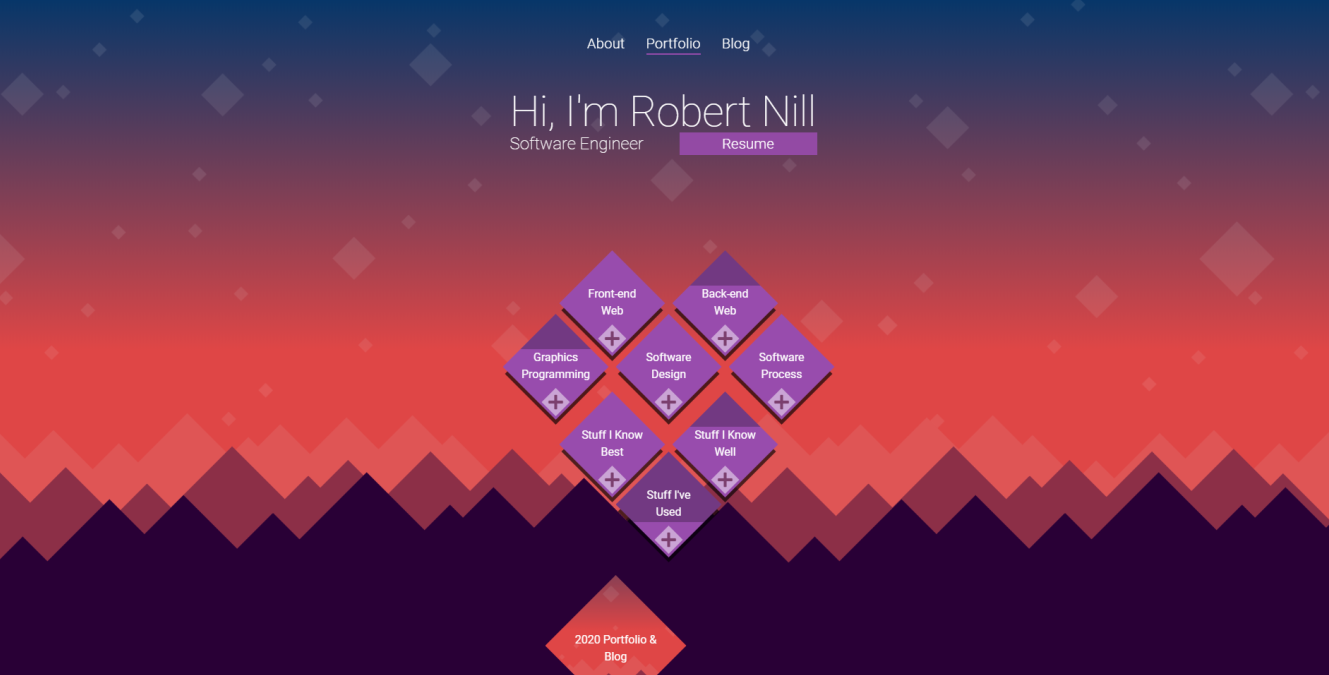 About Portfolio Blog
Hi, I'm Robert Nill
Software Engineer
Resume
Front-end
Web
Back-end
Web
Graphics
Programming
Software
Design
Software
Process
Stuff I Know
Best
Stuff I Know
Well
Stuff I've
Used
2020 Portfolio &
Blog